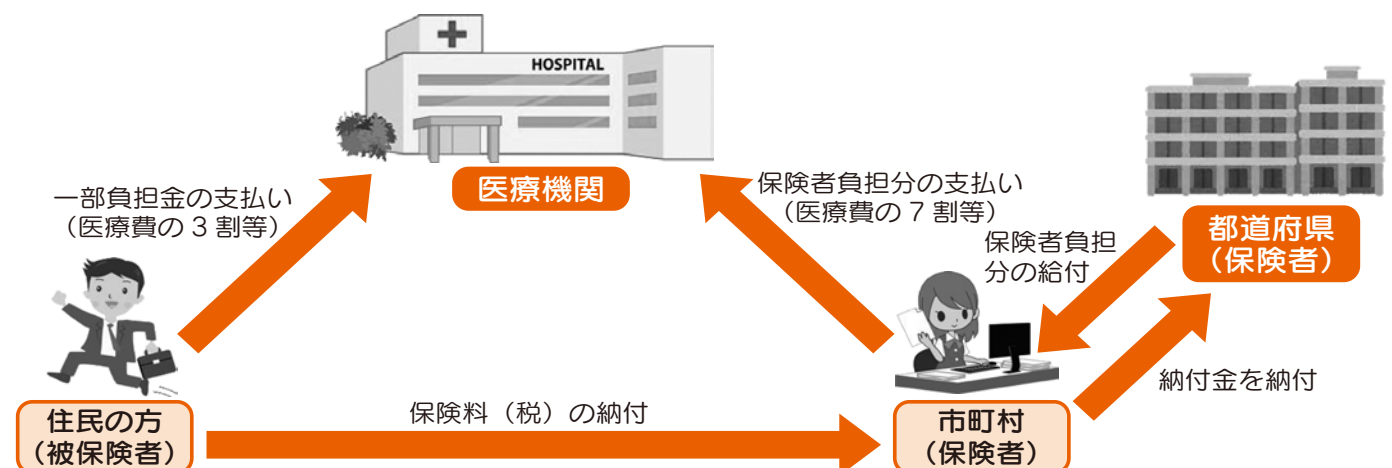 HOSPITAL
医療機関
一部負担金の支払い
（医療費の３割等）
保険者負担分の支払い
（医療費の７割等）
都道府県
（保険者）
保険者負担
分の給付
納付金を納付
住民の方
（被保険者）
保険料（税）の納付
市町村
（保険者）